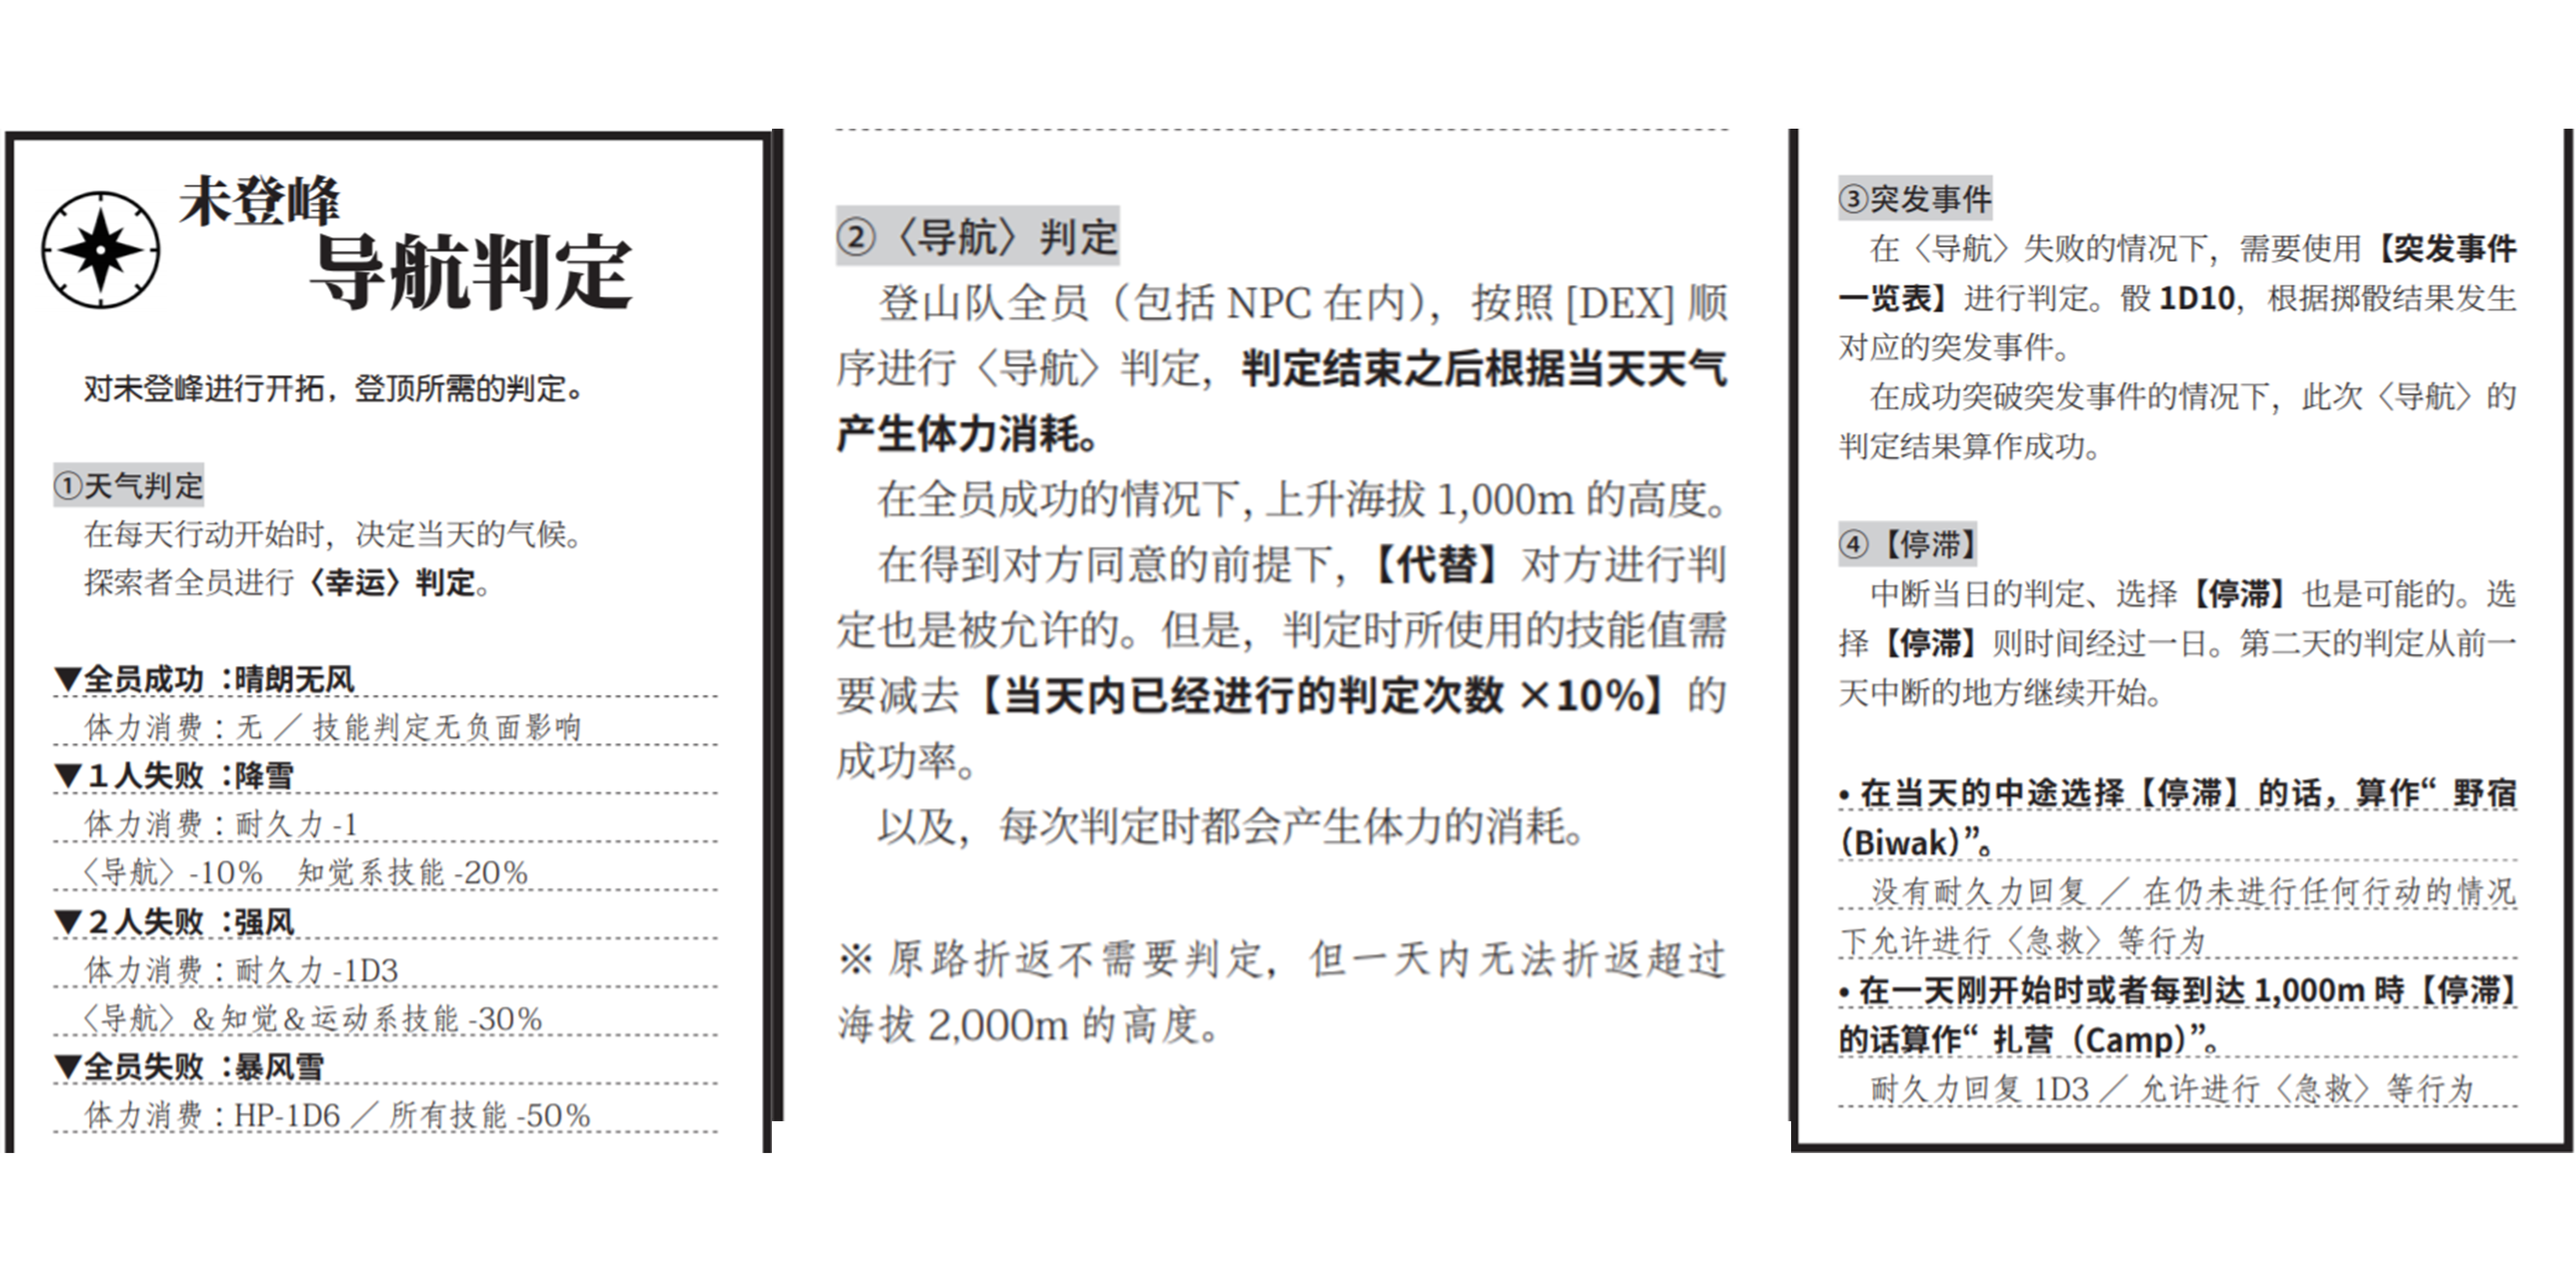 未登峰
导航判定
对未登峰进行开拓，登顶所需的判定。
①天气判定
在每天行动开始时，决定当天的气候。
探索者全员进行〈幸运〉判定。
▼全员成功 ：晴朗无风
体力消费：无 ／ 技能判定无负面影响
▼１人失败 ：降雪
体力消费：耐久力 -1
〈导航〉-10%　知觉系技能 -20%
▼２人失败 ：强风
体力消费：耐久力 -1D3
〈导航〉＆知觉＆运动系技能 -30%
▼全员失败 ：暴风雪
体力消费：HP-1D6 ／ 所有技能 -50%
②〈导航〉判定
登山队全员（包括 NPC 在内），按照 [DEX] 顺
序进行〈导航〉判定，判定结束之后根据当天天气
产生体力消耗。
在全员成功的情况下，上升海拔 1,000m 的高度。
在得到对方同意的前提下，【代替】对方进行判
定也是被允许的。但是，判定时所使用的技能值需
要减去【当天内已经进行的判定次数 ×10%】的
成功率。
以及，每次判定时都会产生体力的消耗。
※ 原路折返不需要判定，但一天内无法折返超过
海拔 2,000m 的高度。
③突发事件
在〈导航〉失败的情况下，需要使用【突发事件
一览表】进行判定。骰 1D10，根据掷骰结果发生
对应的突发事件。
在成功突破突发事件的情况下，此次〈导航〉的
判定结果算作成功。
④【停滞】
中断当日的判定、选择【停滞】也是可能的。选
择【停滞】则时间经过一日。第二天的判定从前一
天中断的地方继续开始。
• 在当天的中途选择【停滞】的话，算作“ 野宿
（Biwak）”。
没有耐久力回复 ／ 在仍未进行任何行动的情况
下允许进行〈急救〉等行为
• 在一天刚开始时或者每到达 1,000m 時【停滞】
的话算作“ 扎营（Camp）”。
耐久力回复 1D3 ／ 允许进行〈急救〉等行为